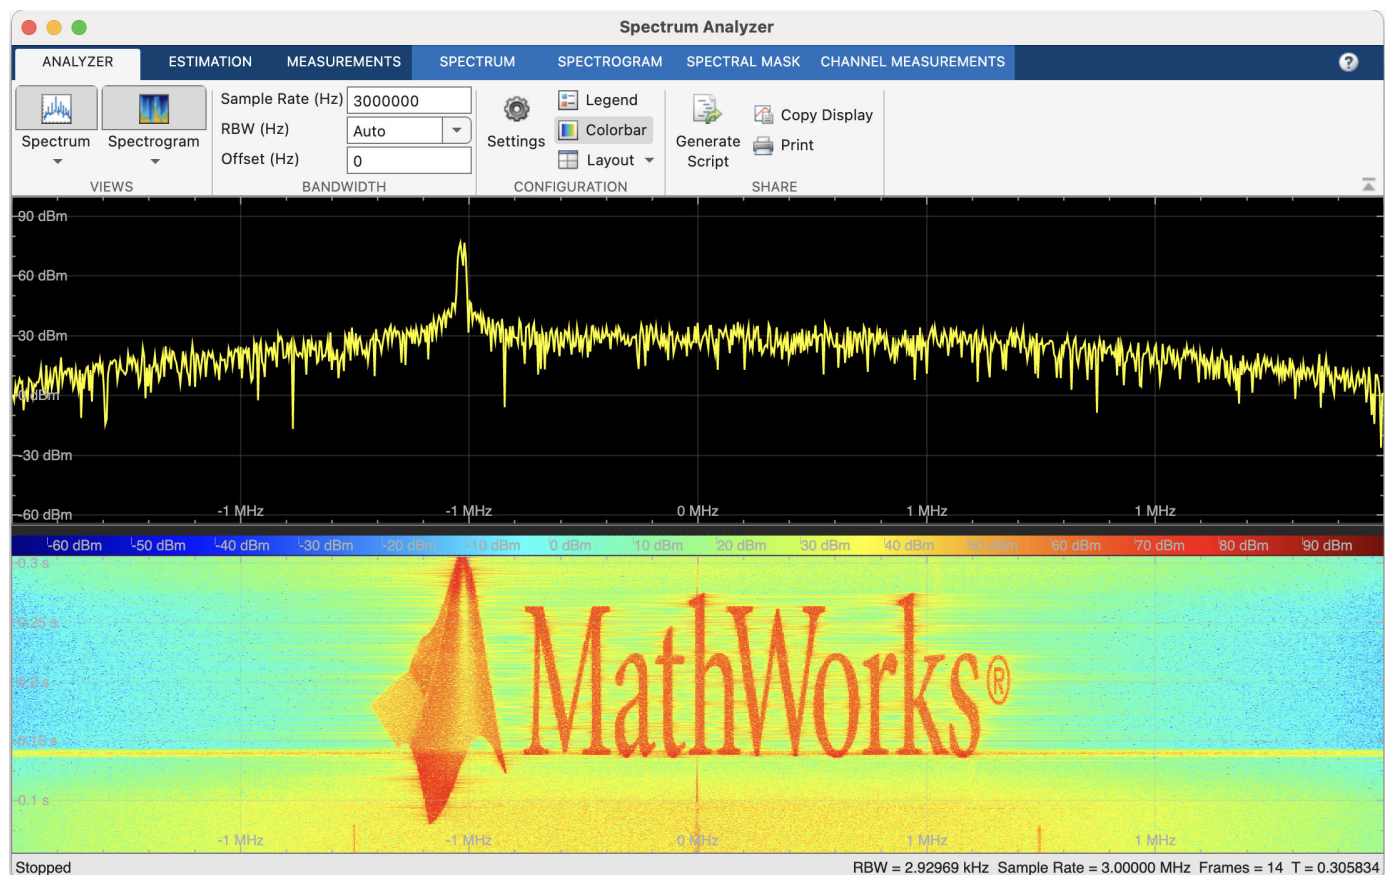 Spectrum Analyzer
ANALYZER ESTIMATION MEASUREMENTS SPECTRUM SPECTROGRAM SPECTRAL MASK CHANNEL MEASUREMENTS ?
Spectrum Spectrogram
VIEWS
Sample Rate (Hz) 3000000
RBW (Hz) Auto
Offset (Hz) 0
BANDWIDTH
Settings
Legend
Colorbar
Layout
CONFIGURATION
Generate
Script
Copy Display
Print
SHARE
90 dBm
60 dBm
30 dBm
0 dBm
-30 dBm
-60 dBm
-1 MHz -1 MHz 0 MHz 1 MHz 1 MHz
-60 dBm -50 dBm -40 dBm -30 dBm -20 dBm -10 dBm 0 dBm 10 dBm 20 dBm 30 dBm 40 dBm 50 dBm 60 dBm 70 dBm 80 dBm 90 dBm
0.3 s
0.25 s
0.2 s
0.15 s
0.1 s
MathWorks®
-1 MHz -1 MHz 0 MHz 1 MHz 1 MHz
Stopped RBW = 2.92969 kHz Sample Rate = 3.00000 MHz Frames = 14 T = 0.305834